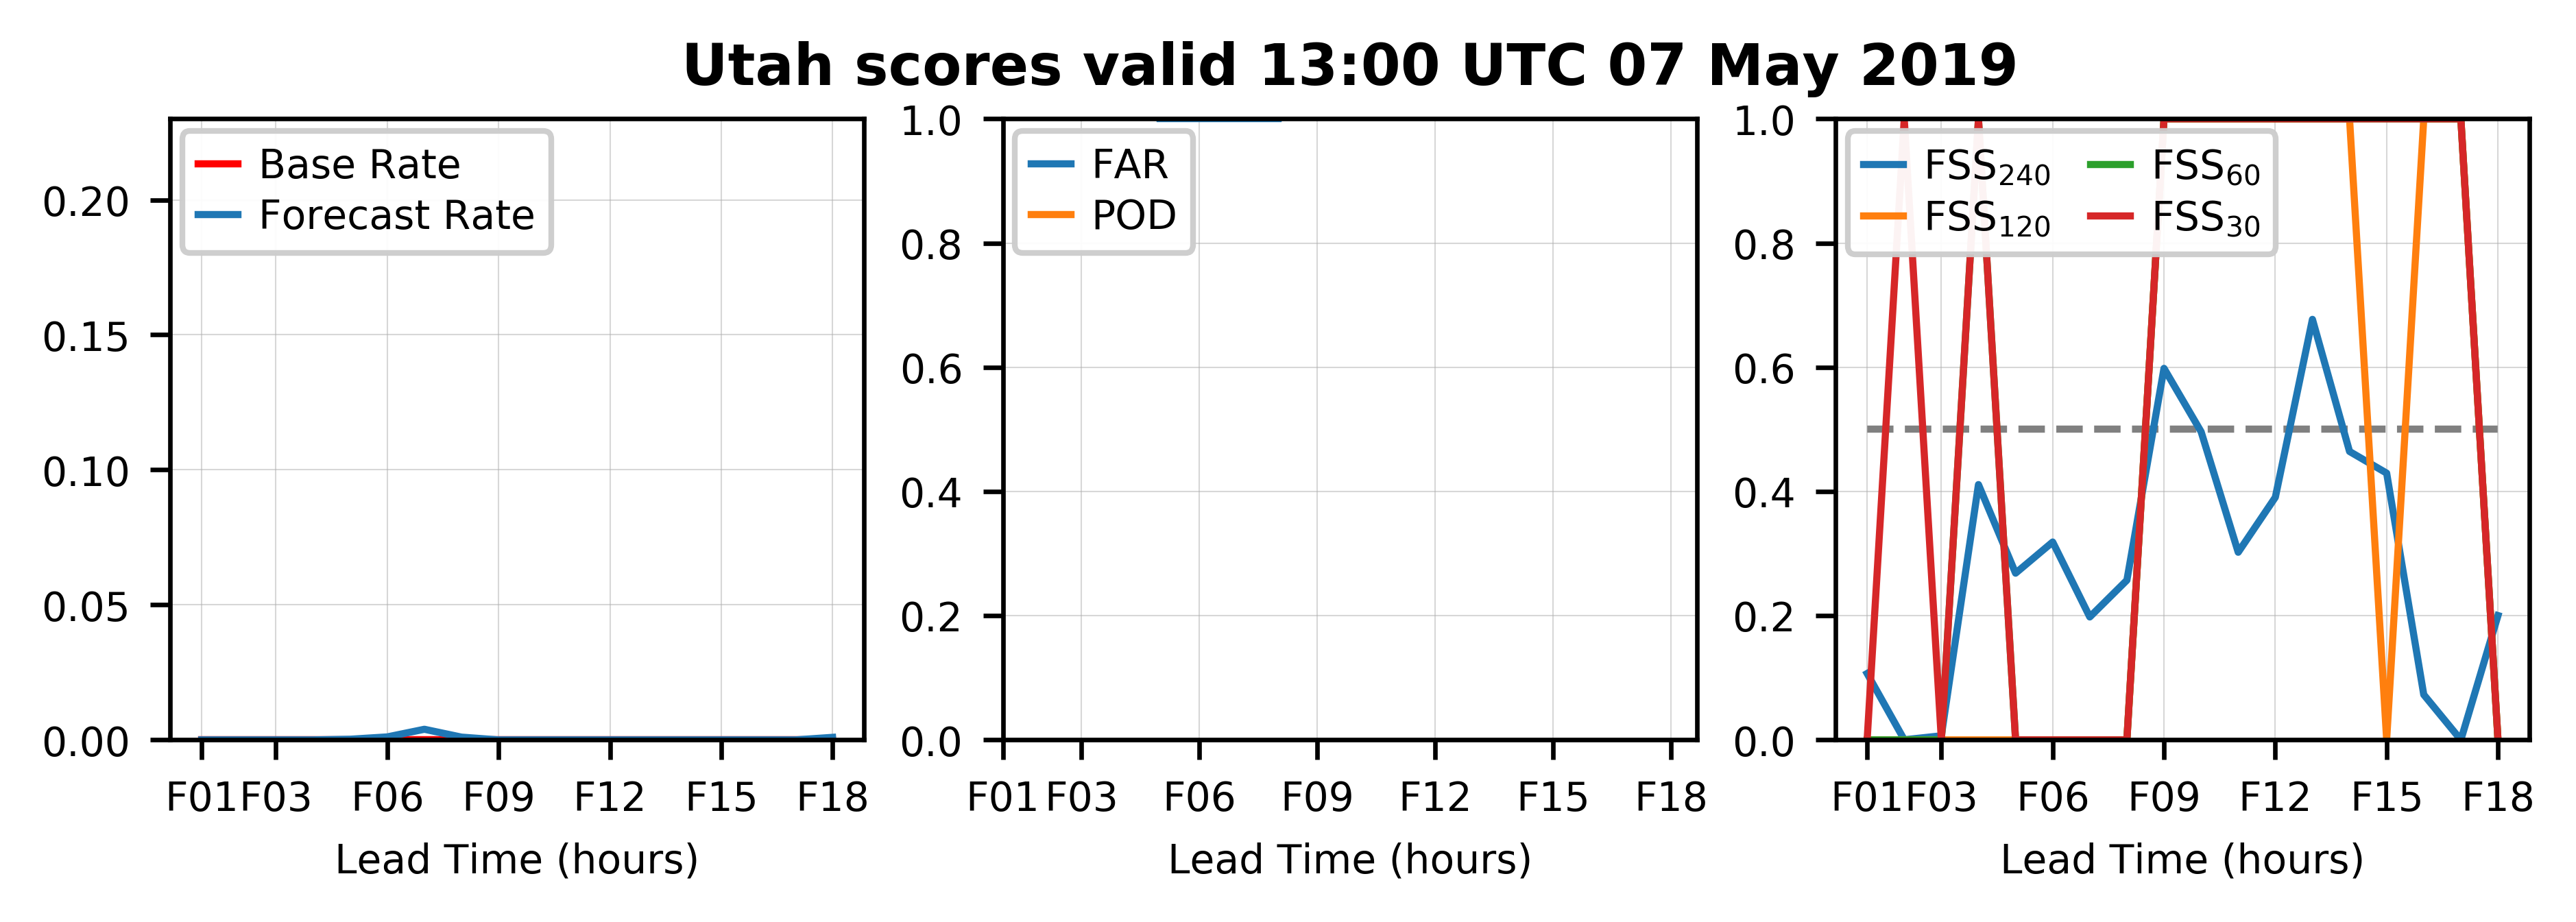 Utah scores valid 13:00 UTC 07 May 2019
Base Rate
Forecast Rate
0.20
0.15
0.10
0.05
0.00
F01 F03 F06 F09 F12 F15 F18
Lead Time (hours)
FAR
POD
1.0
0.8
0.6
0.4
0.2
0.0
F01 F03 F06 F09 F12 F15 F18
Lead Time (hours)
FSS240 FSS60
FSS120 FSS30
1.0
0.8
0.6
0.4
0.2
0.0
F01 F03 F06 F09 F12 F15 F18
Lead Time (hours)